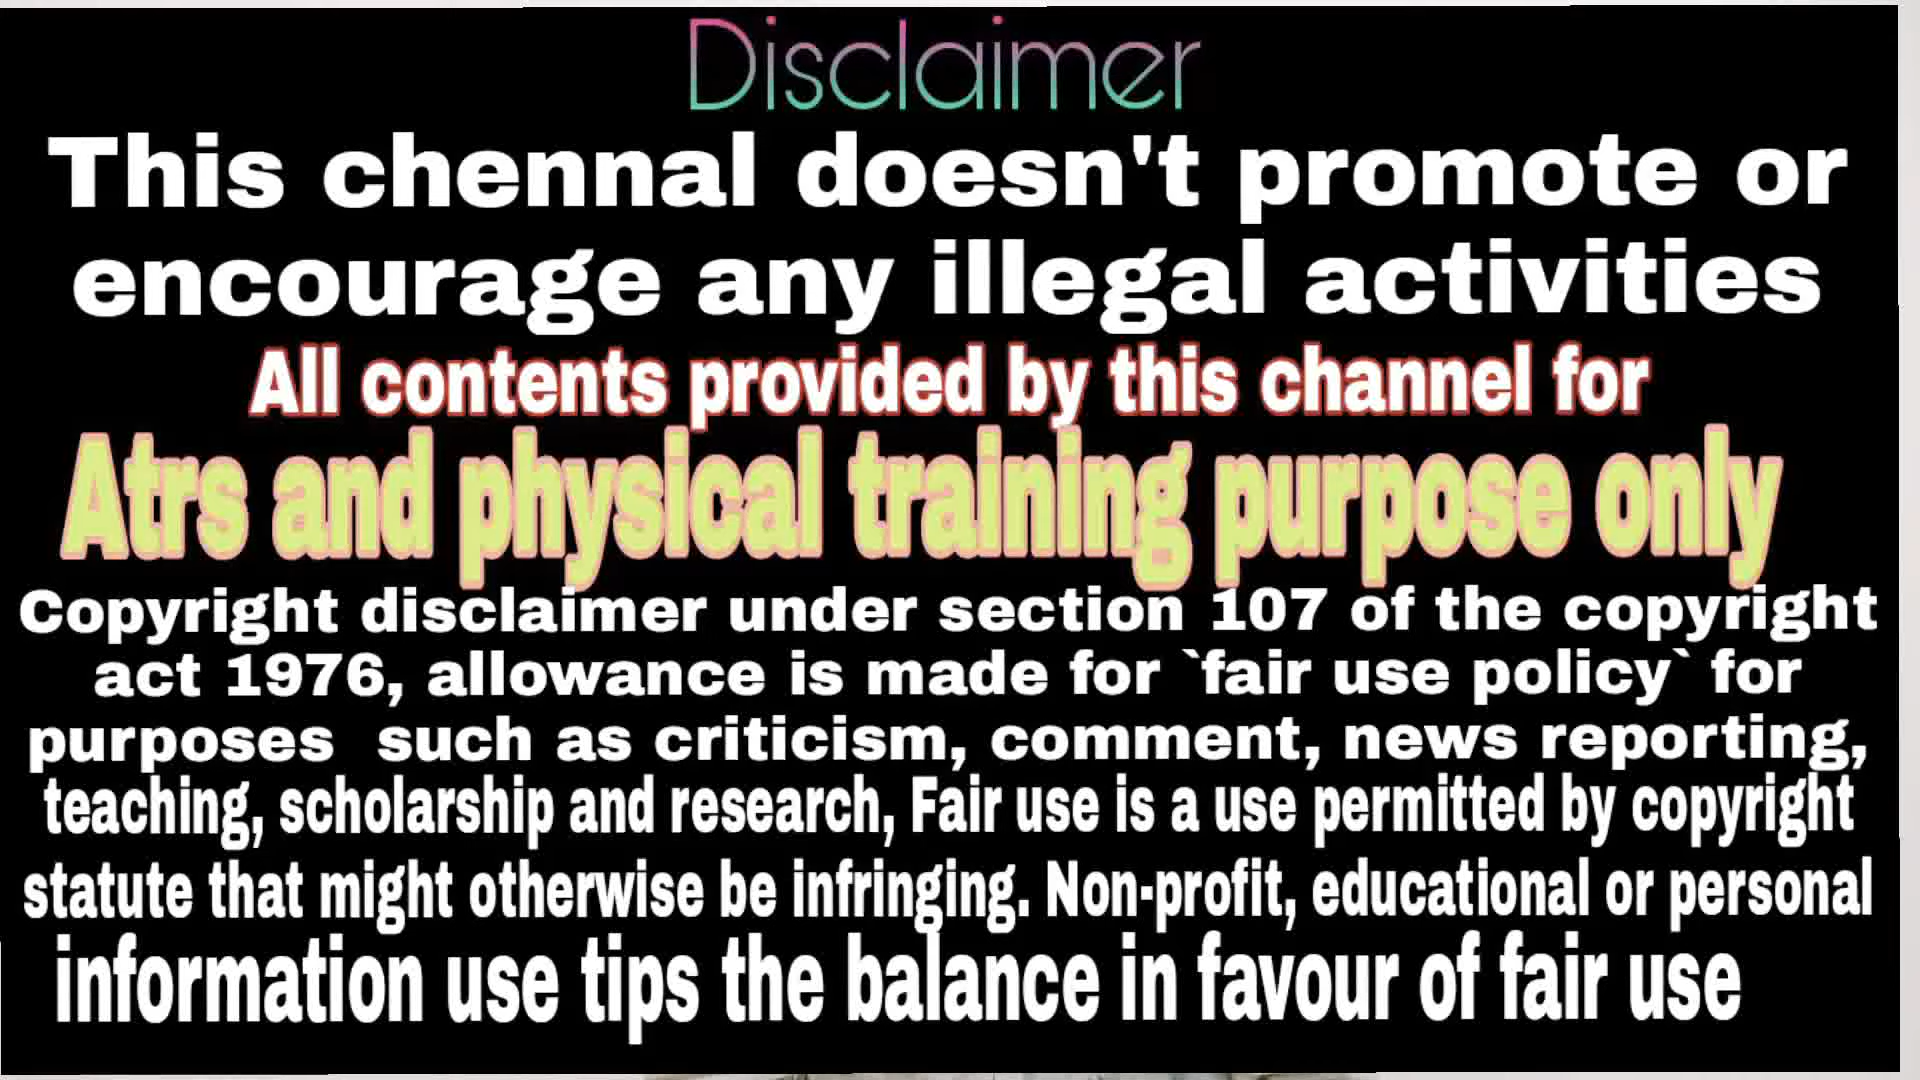 Disclaimer
This chennal doesn't promote or
encourage any illegal activities
All contents provided by this channel for
Atrs and physical training purpose only
Copyright disclaimer under section 107 of the copyright
act 1976, allowance is made for `fair use policy` for
purposes such as criticism, comment, news reporting,
teaching, scholarship and research, Fair use is a use permitted by copyright
statute that might otherwise be infringing. Non-profit, educational or personal
information use tips the balance in favour of fair use